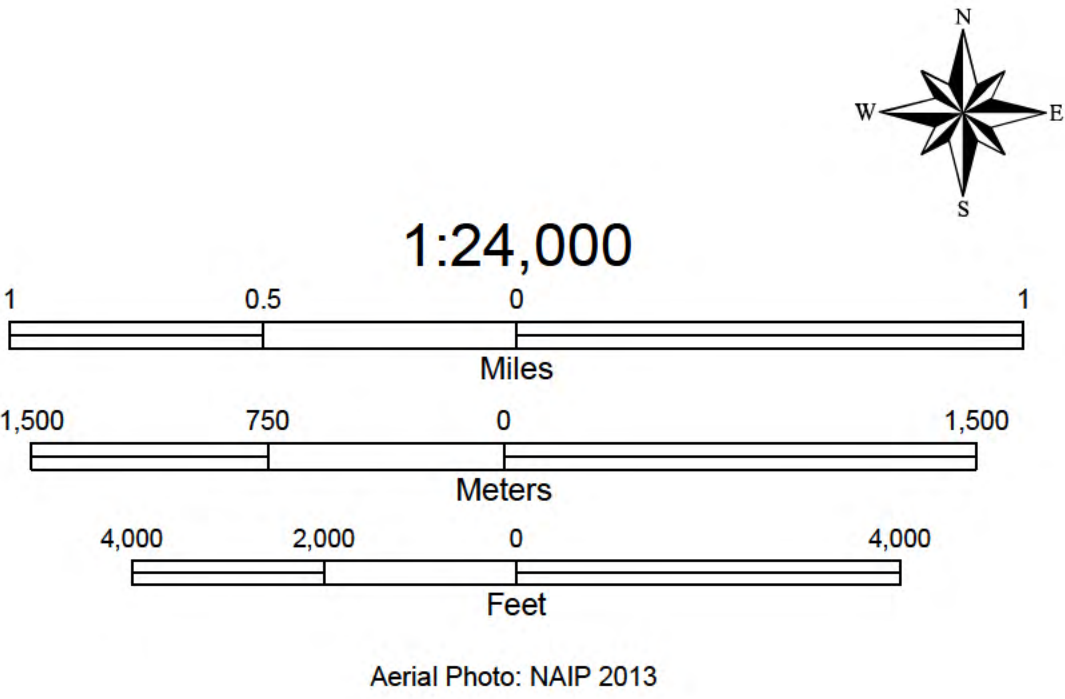 N
W E
S
1:24,000
1 0.5 0 1
Miles
1,500 750 0 1,500
Meters
4,000 2,000 0 4,000
Feet
Aerial Photo: NAIP 2013